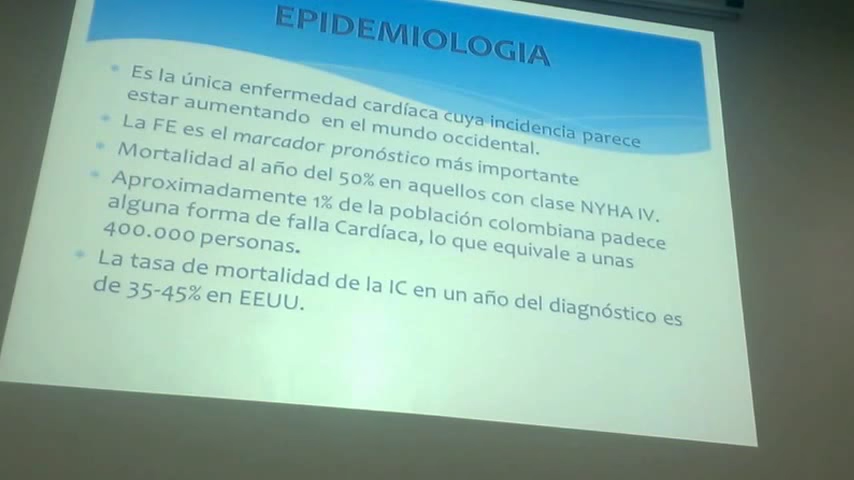 EPIDEMIOLOGIA
Es la única enfermedad cardíaca cuya incidencia parece
estar aumentando en el mundo occidental.
La FE es el marcador pronóstico más importante
Mortalidad al año del 50% en aquellos con clase NYHA IV.
Aproximadamente 1% de la población colombiana padece
alguna forma de falla Cardíaca, lo que equivale a unas
400.000 personas.
La tasa de mortalidad de la IC en un año del diagnóstico es
de 35-45% en EEUU.